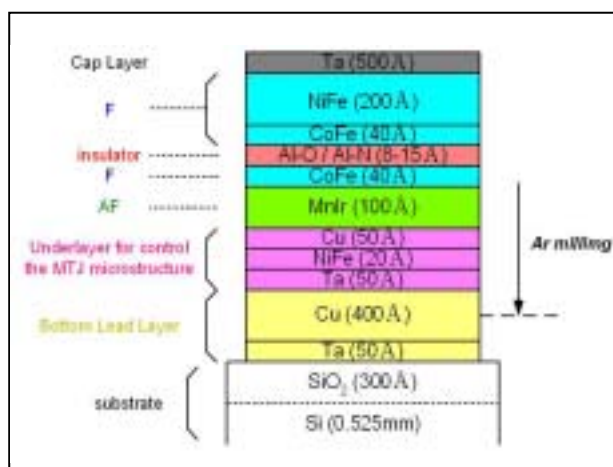 Cap Layer
Ta (500Å)
F
NiFe (200Å)
CoFe (40Å)
insulator
Al-O / Al-N (8-15Å)
F
CoFe (40Å)
AF
MnIr (100Å)
Underlayer for control
the MTJ microstructure
Cu (50Å)
NiFe (20Å)
Ta (50Å)
Ar milling
Bottom Lead Layer
Cu (400Å)
Ta (50Å)
substrate
SiO2 (300Å)
Si (0.525mm)